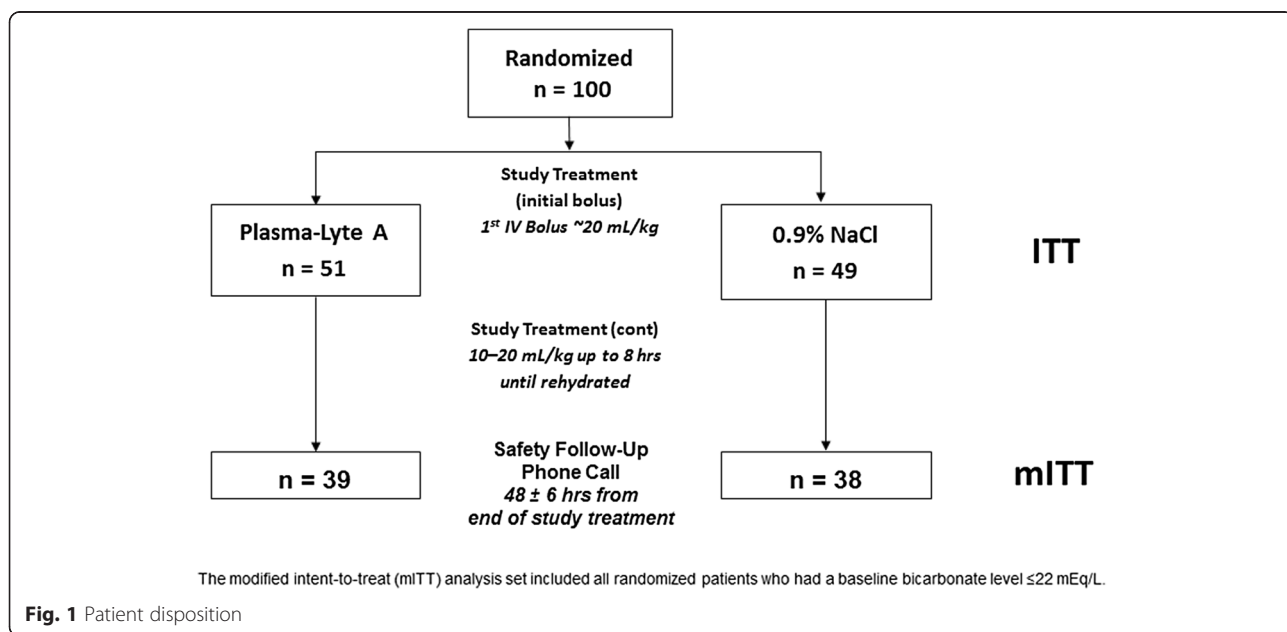 Randomized
n = 100
Study Treatment
(initial bolus)
1st IV Bolus ~20 mL/kg
Plasma-Lyte A
n = 51
0.9% NaCl
n = 49
ITT
Study Treatment (cont)
10–20 mL/kg up to 8 hrs
until rehydrated
n = 39
Safety Follow-Up
Phone Call
48 ± 6 hrs from
end of study treatment
n = 38
mITT
The modified intent-to-treat (mITT) analysis set included all randomized patients who had a baseline bicarbonate level ≤22 mEq/L.
Fig. 1 Patient disposition